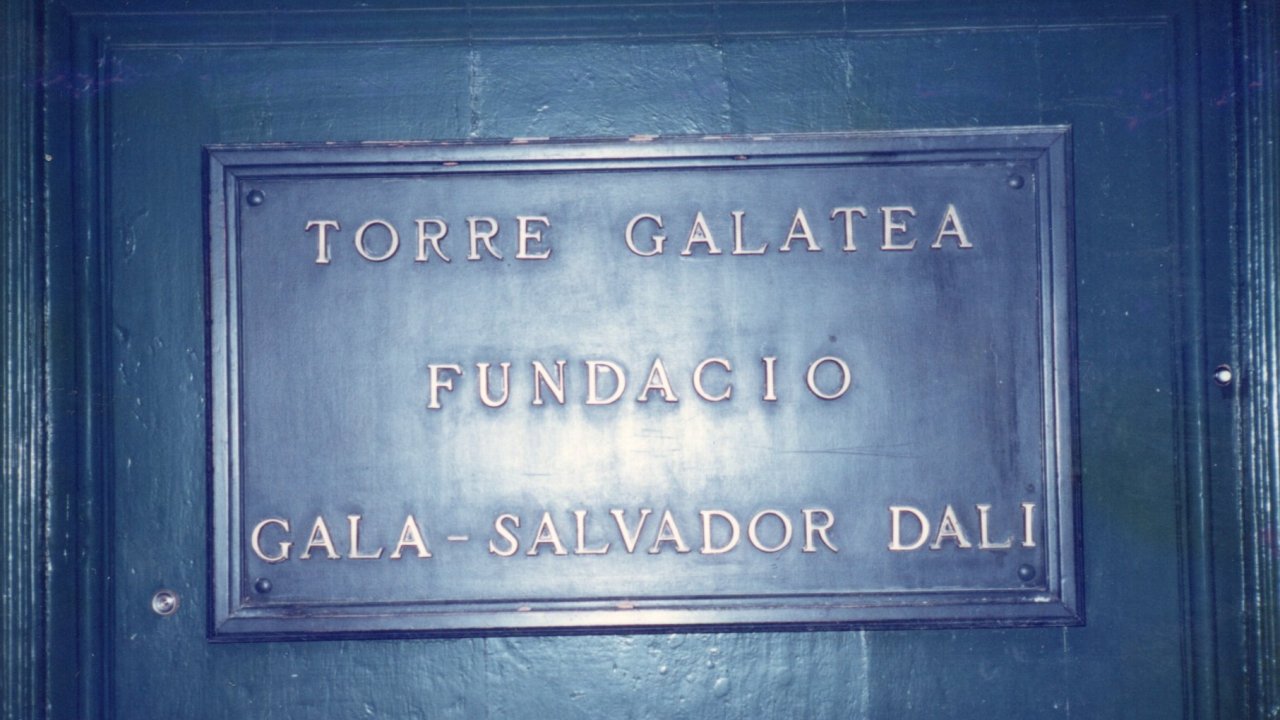 TORRE GALATEA
FUNDACIO
GALA-SALVADOR DALI